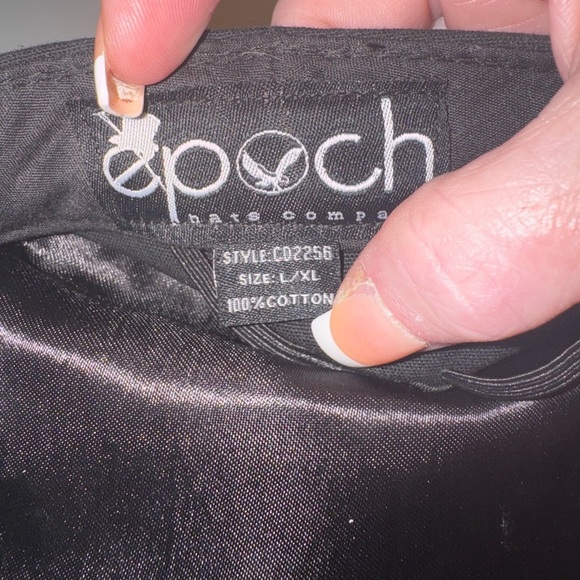 epoch
hats compa
STYLE:CD2256
SIZE: L/XL
100% COTTON